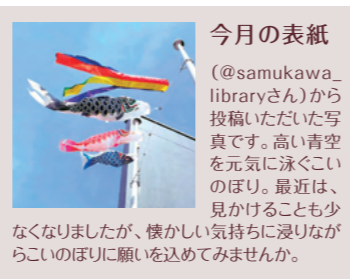 今月の表紙
（@samukawa_
libraryさん）から
投稿いただいた写
真です。高い青空
を元気に泳ぐこい
のぼり。最近は、
見かけることも少
なくなりましたが、懐かしい気持ちに浸りなが
らこいのぼりに願いを込めてみませんか。